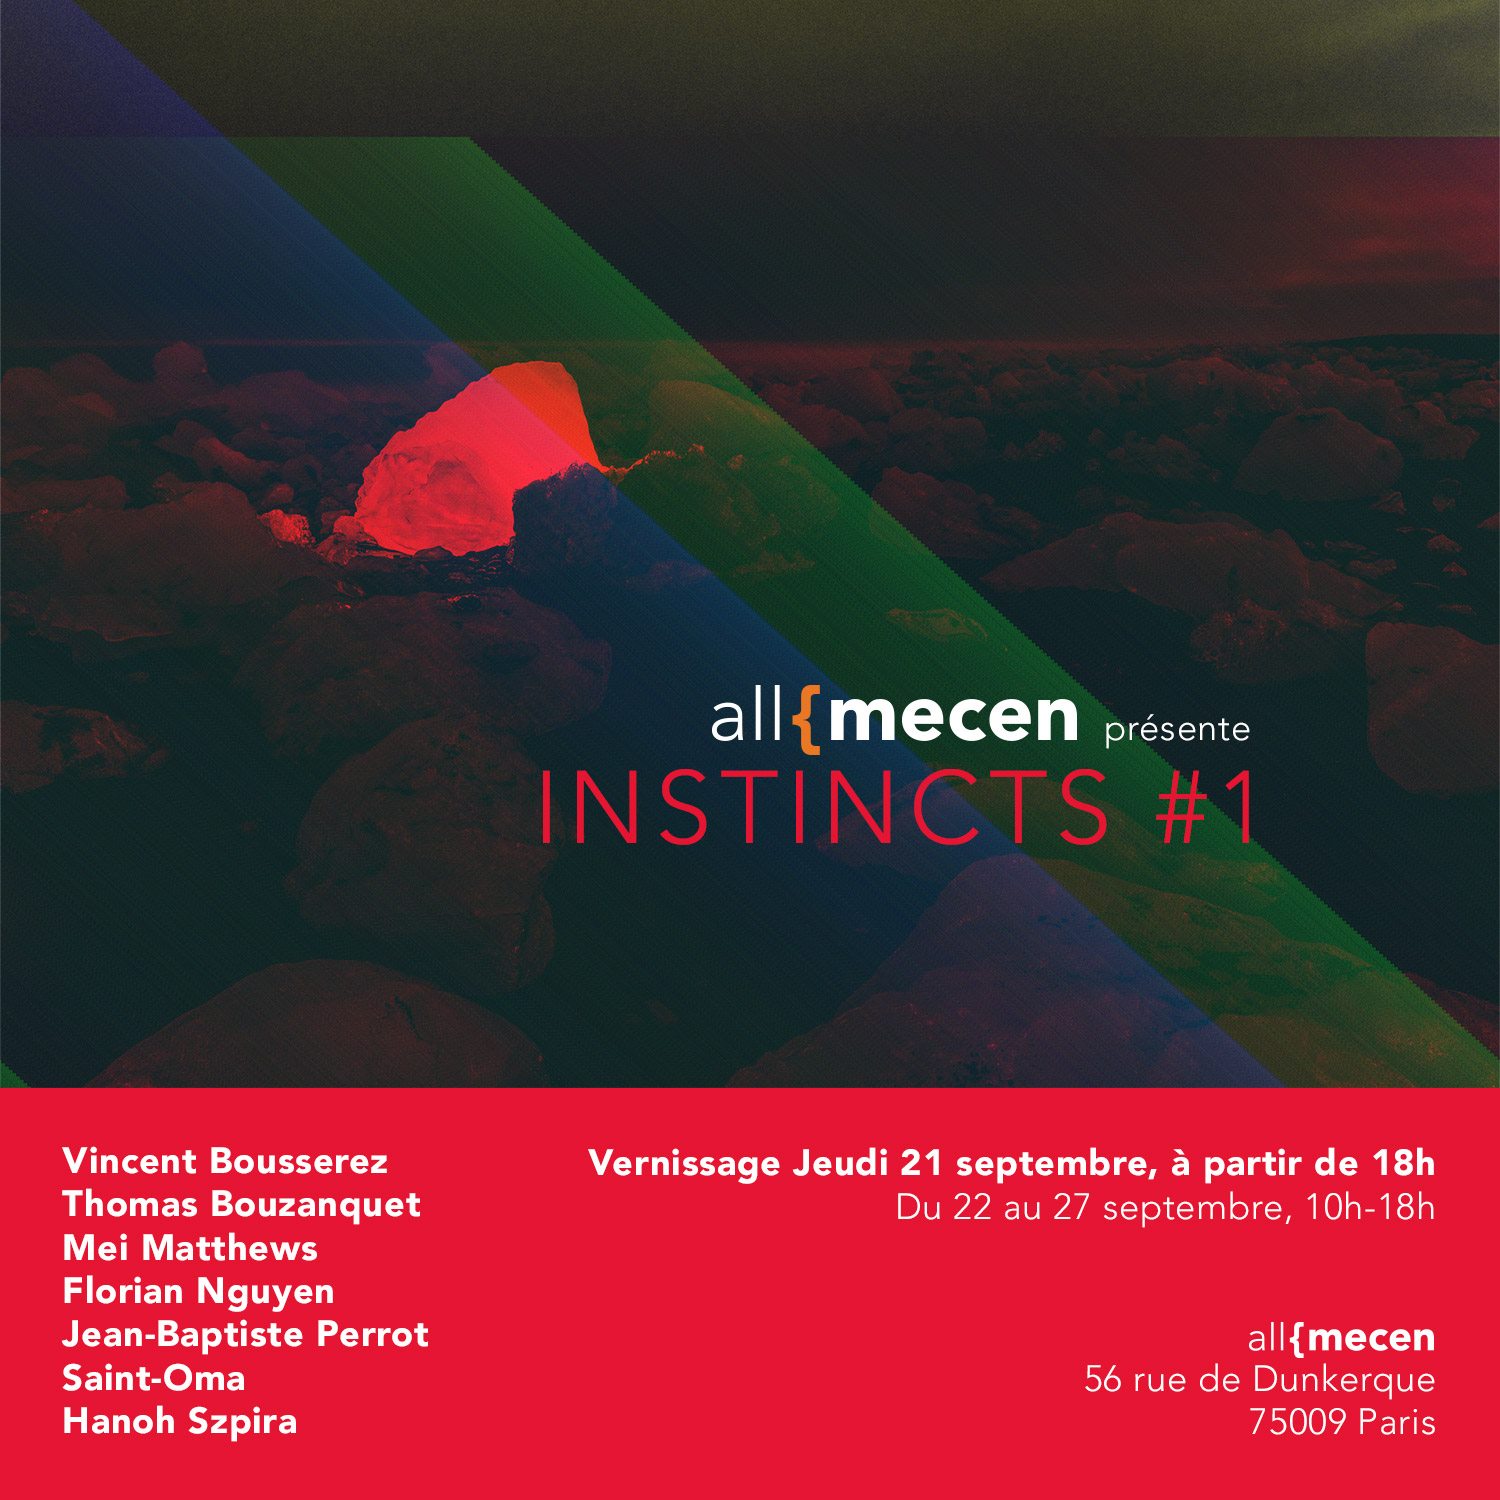 all{mecen présente
INSTINCTS #1
Vincent Bousserez
Thomas Bouzanquet
Mei Matthews
Florian Nguyen
Jean-Baptiste Perrot
Saint-Oma
Hanoh Szpira
Vernissage Jeudi 21 septembre, à partir de 18h
Du 22 au 27 septembre, 10h-18h
all{mecen
56 rue de Dunkerque
75009 Paris